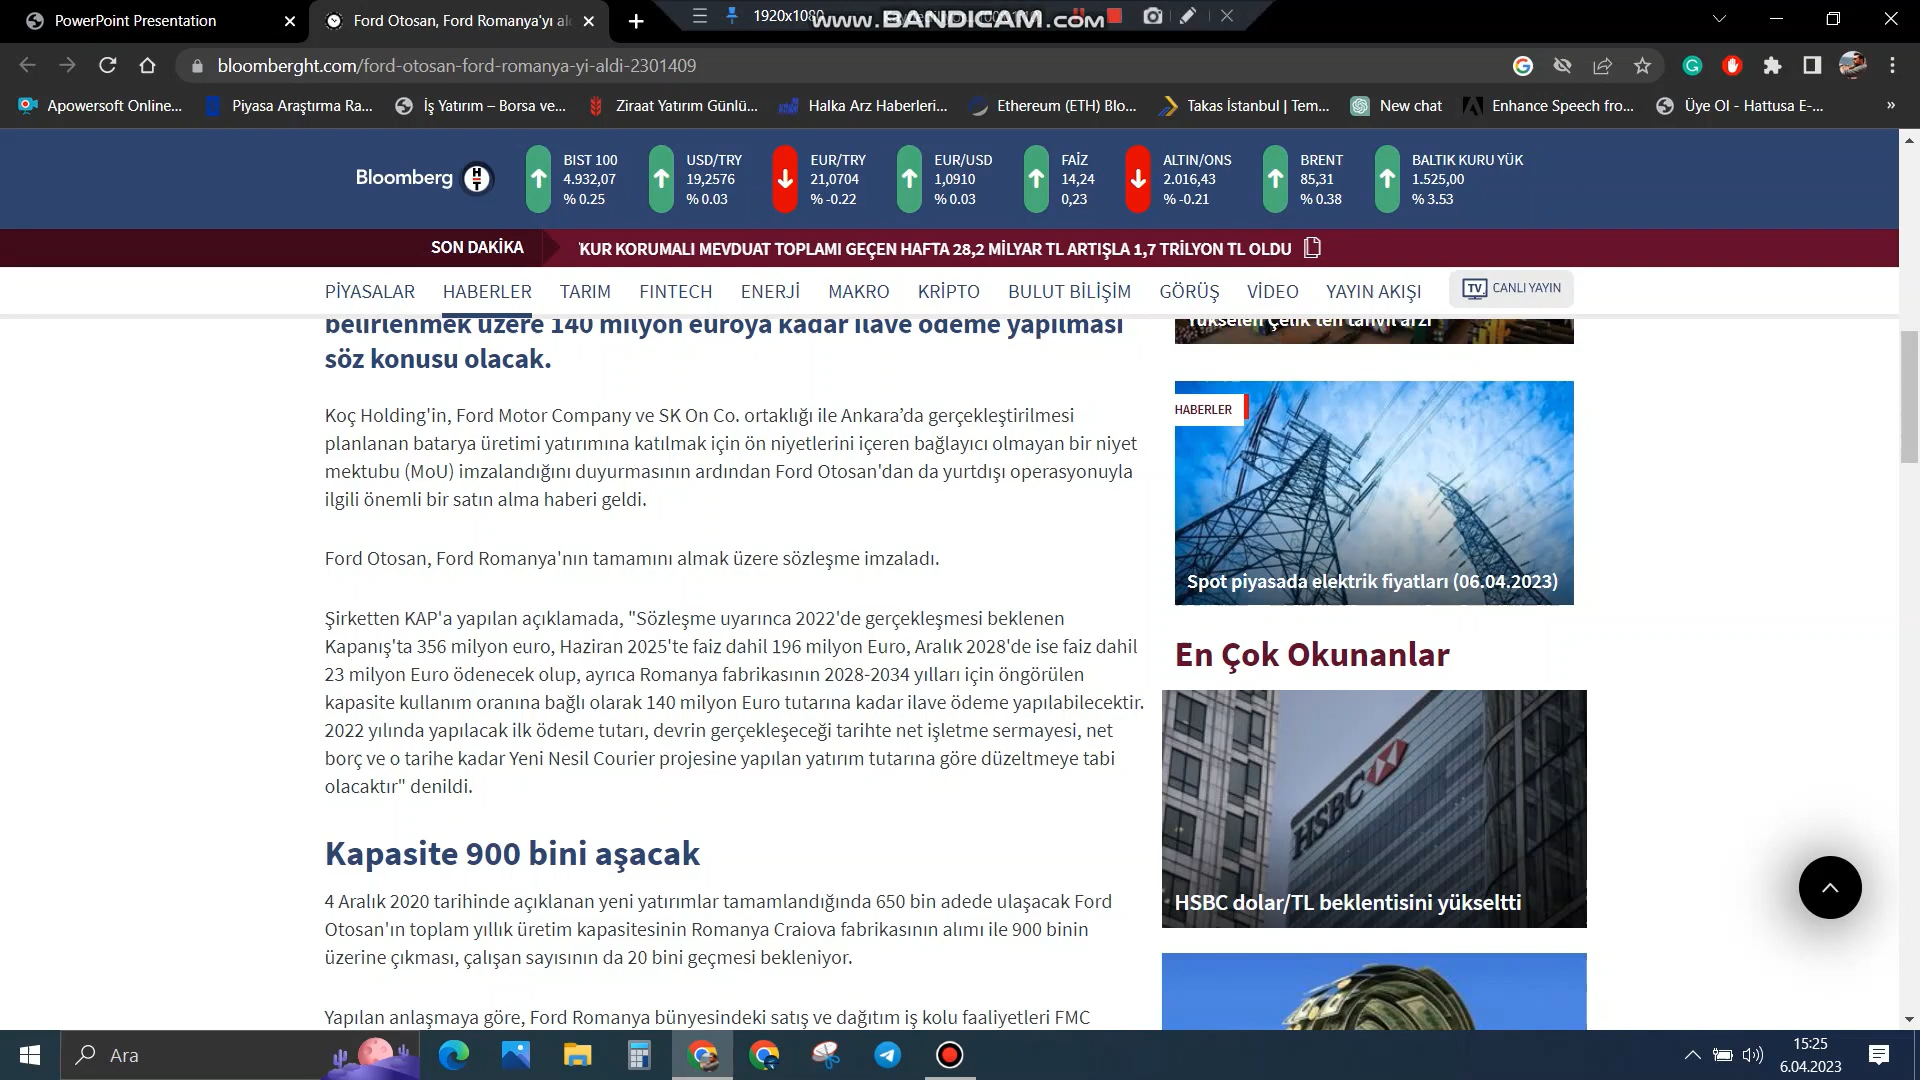 PowerPoint Presentation
Ford Otosan, Ford Romanya'yı al
1920x1080
www.BANDICAM.com
bloomberght.com/ford-otosan-ford-romanya-yi-aldi-2301409
Apowersoft Online...
Piyasa Araştırma Ra...
İş Yatırım – Borsa ve...
Ziraat Yatırım Günlü...
Halka Arz Haberleri...
Ethereum (ETH) Blo...
Takas İstanbul | Tem...
New chat
Enhance Speech fro...
Üye Ol - Hattusa E-...
»
Bloomberg HT
BIST 100
4.932,07
% 0.25
USD/TRY
19,2576
% 0.03
EUR/TRY
21,0704
% -0.22
EUR/USD
1,0910
% 0.03
FAİZ
14,24
0,23
ALTIN/ONS
2.016,43
% -0.21
BRENT
85,31
% 0.38
BALTIK KURU YÜK
1.525,00
% 3.53
SON DAKİKA
'KUR KORUMALI MEVDUAT TOPLAMI GEÇEN HAFTA 28,2 MİLYAR TL ARTIŞLA 1,7 TRİLYON TL OLDU
PİYASALAR
HABERLER
TARIM
FINTECH
ENERJİ
MAKRO
KRİPTO
BULUT BİLİŞİM
GÖRÜŞ
VİDEO
YAYIN AKIŞI
TV CANLI YAYIN
belirlenmek üzere 140 milyon euroya kadar ilave ödeme yapılması
söz konusu olacak.
Koç Holding'in, Ford Motor Company ve SK On Co. ortaklığı ile Ankara’da gerçekleştirilmesi
planlanan batarya üretimi yatırımına katılmak için ön niyetlerini içeren bağlayıcı olmayan bir niyet
mektubu (MoU) imzalandığını duyurmasının ardından Ford Otosan'dan da yurtdışı operasyonuyla
ilgili önemli bir satın alma haberi geldi.
Ford Otosan, Ford Romanya'nın tamamını almak üzere sözleşme imzaladı.
Şirketten KAP'a yapılan açıklamada, "Sözleşme uyarınca 2022'de gerçekleşmesi beklenen
Kapanış'ta 356 milyon euro, Haziran 2025'te faiz dahil 196 milyon Euro, Aralık 2028'de ise faiz dahil
23 milyon Euro ödenecek olup, ayrıca Romanya fabrikasının 2028-2034 yılları için öngörülen
kapasite kullanım oranına bağlı olarak 140 milyon Euro tutarına kadar ilave ödeme yapılabilecektir.
2022 yılında yapılacak ilk ödeme tutarı, devrin gerçekleşeceği tarihte net işletme sermayesi, net
borç ve o tarihe kadar Yeni Nesil Courier projesine yapılan yatırım tutarına göre düzeltmeye tabi
olacaktır" denildi.
Kapasite 900 bini aşacak
4 Aralık 2020 tarihinde açıklanan yeni yatırımlar tamamlandığında 650 bin adede ulaşacak Ford
Otosan'ın toplam yıllık üretim kapasitesinin Romanya Craiova fabrikasının alımı ile 900 binin
üzerine çıkması, çalışan sayısının da 20 bini geçmesi bekleniyor.
Yapılan anlaşmaya göre, Ford Romanya bünyesindeki satış ve dağıtım iş kolu faaliyetleri FMC
Yükselen Çelik'ten tahvil arzı
HABERLER
Spot piyasada elektrik fiyatları (06.04.2023)
En Çok Okunanlar
HSBC
HSBC dolar/TL beklentisini yükseltti
Ara
15:25
6.04.2023